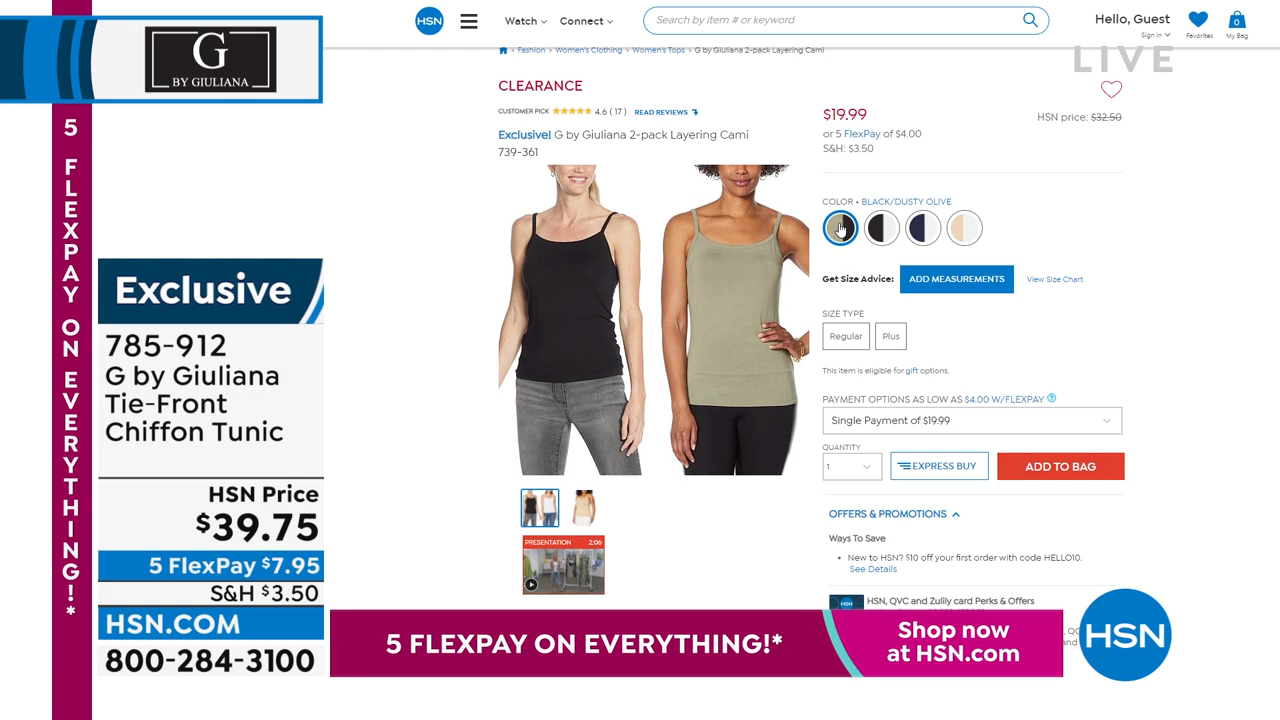 G
BY GIULIANA
5 FLEXPAY ON EVERYTHING!*
Exclusive
785-912
G by Giuliana
Tie-Front
Chiffon Tunic
HSN Price
$39.75
5 FlexPay $7.95
S&H $3.50
HSN.COM
800-284-3100
HSN
Watch
Connect
Search by item # or keyword
Hello, Guest
Sign in
Favorites
0
My Bag
LIVE
> Fashion > Women's Clothing > Women's Tops > G by Giuliana 2-pack Layering Cami
CLEARANCE
CUSTOMER PICK 4.6 ( 17 ) READ REVIEWS
Exclusive! G by Giuliana 2-pack Layering Cami
739-361
PRESENTATION 2:06
$19.99
HSN price: $32.50
or 5 FlexPay of $4.00
S&H: $3.50
COLOR • BLACK/DUSTY OLIVE
Get Size Advice: ADD MEASUREMENTS View Size Chart
SIZE TYPE
Regular Plus
This item is eligible for gift options.
PAYMENT OPTIONS AS LOW AS $4.00 W/FLEXPAY ?
Single Payment of $19.99
QUANTITY
1 EXPRESS BUY ADD TO BAG
OFFERS & PROMOTIONS
Ways To Save
• New to HSN? $10 off your first order with code HELLO10.
See Details
HSN HSN, QVC and Zulily card Perks & Offers
5 FLEXPAY ON EVERYTHING!*
Shop now
at HSN.com
HSN